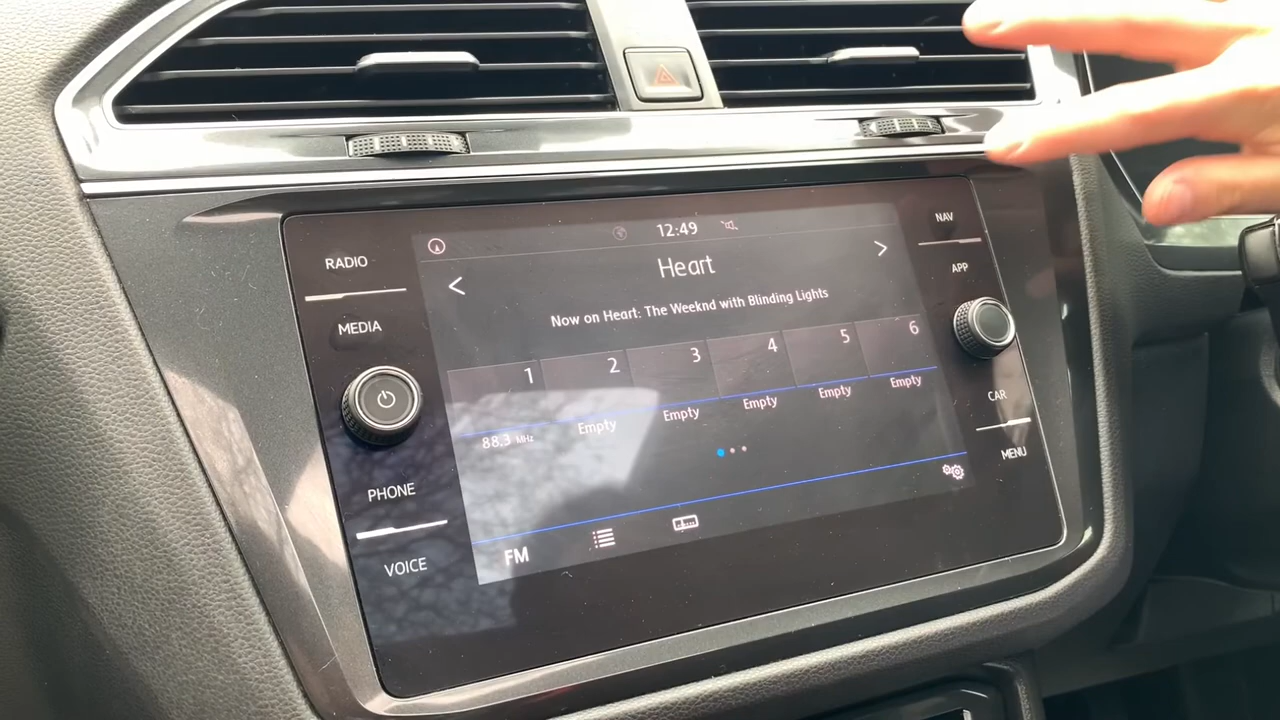 RADIO
MEDIA
PHONE
VOICE
12:49
Heart
Now on Heart: The Weeknd with Blinding Lights
1 2 3 4 5 6
88.3 MHz Empty Empty Empty Empty Empty
FM
NAV
APP
CAR
MENU